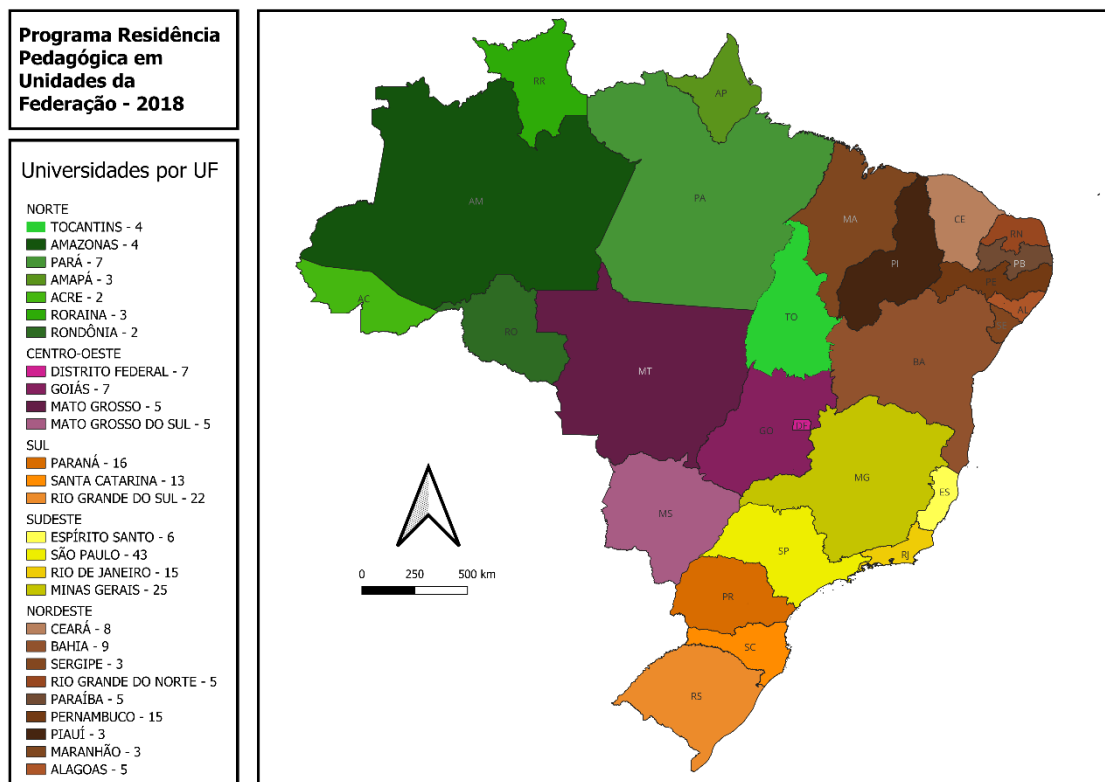 Programa Residência
Pedagógica em
Unidades da
Federação - 2018
Universidades por UF
NORTE
TOCANTINS - 4
AMAZONAS - 4
PARÁ - 7
AMAPÁ - 3
ACRE - 2
RORAINA - 3
RONDÔNIA - 2
CENTRO-OESTE
DISTRITO FEDERAL - 7
GOIÁS - 7
MATO GROSSO - 5
MATO GROSSO DO SUL - 5
SUL
PARANÁ - 16
SANTA CATARINA - 13
RIO GRANDE DO SUL - 22
SUDESTE
ESPÍRITO SANTO - 6
SÃO PAULO - 43
RIO DE JANEIRO - 15
MINAS GERAIS - 25
NORDESTE
CEARÁ - 8
BAHIA - 9
SERGIPE - 3
RIO GRANDE DO NORTE - 5
PARAÍBA - 5
PERNAMBUCO - 15
PIAUÍ - 3
MARANHÃO - 3
ALAGOAS - 5
RR
AP
AM
PA
MA
CE
RN
PB
PI
PE
AL
SE
AC
RO
TO
BA
MT
GO
DF
MG
ES
MS
SP
RJ
PR
SC
RS
0 250 500 km